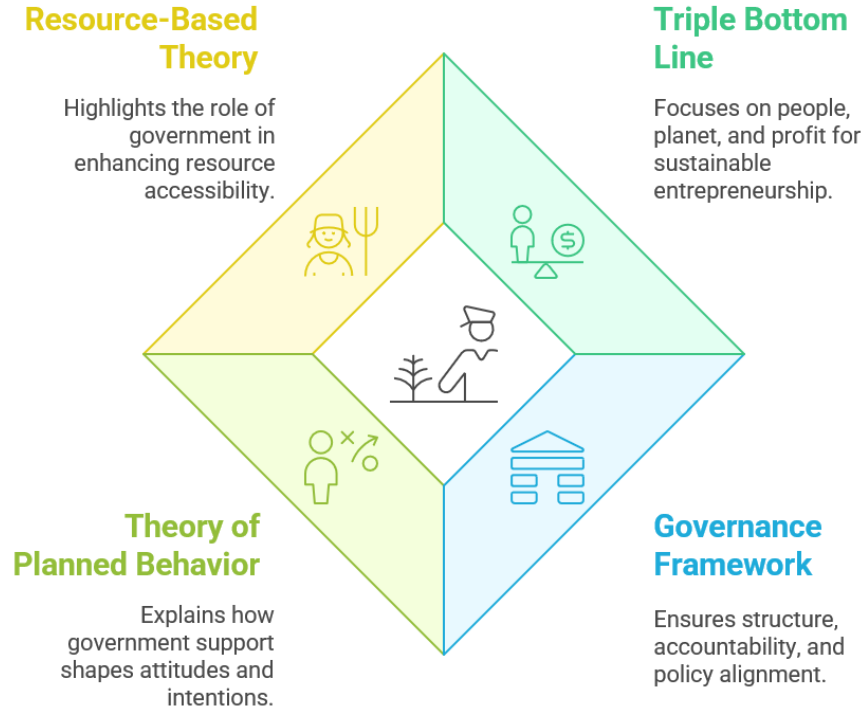 Resource-Based
Theory
Highlights the role of
government in
enhancing resource
accessibility.
Triple Bottom
Line
Focuses on people,
planet, and profit for
sustainable
entrepreneurship.
Theory of
Planned Behavior
Explains how
government support
shapes attitudes and
intentions.
Governance
Framework
Ensures structure,
accountability, and
policy alignment.